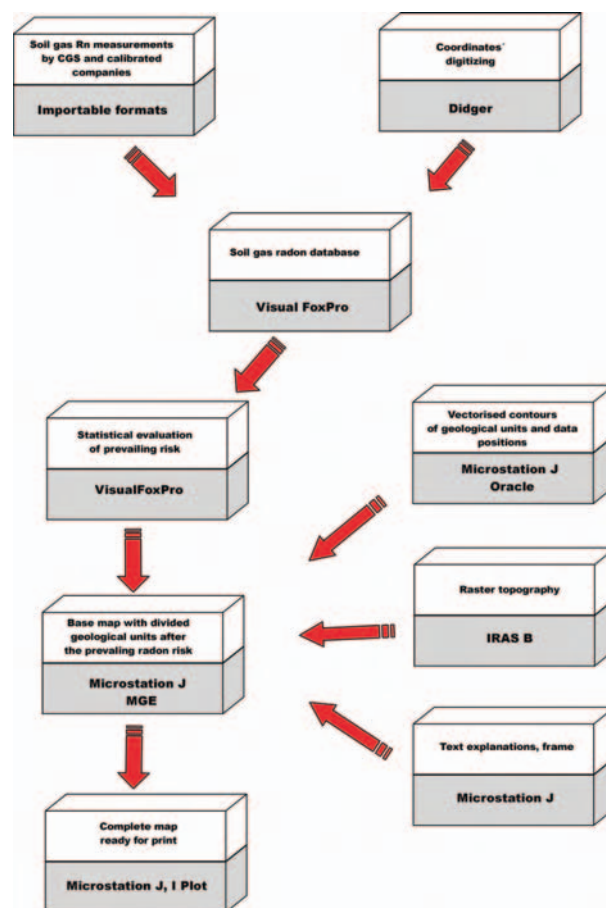 Soil gas Rn measurements
by CGS and calibrated
companies
Importable formats
Coordinates´
digitizing
Didger
Soil gas radon database
Visual FoxPro
Statistical evaluation
of prevailing risk
VisualFoxPro
Vectorised contours
of geological units and data
positions
Microstation J
Oracle
Base map with divided
geological units after
the prevaling radon risk
Microstation J
MGE
Raster topography
IRAS B
Text explanations, frame
Microstation J
Complete map
ready for print
Microstation J, I Plot